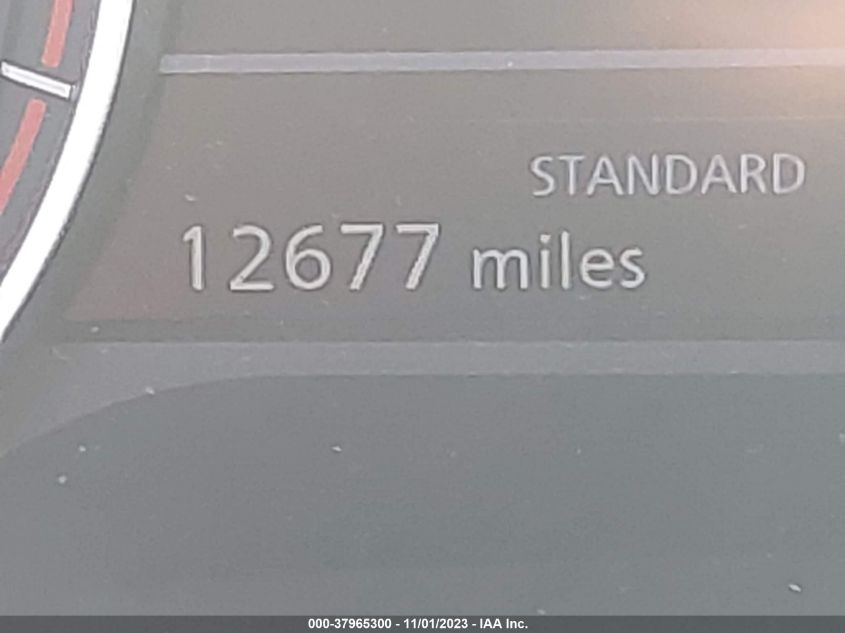 STANDARD
12677 miles
000-37965300 - 11/01/2023 - IAA Inc.